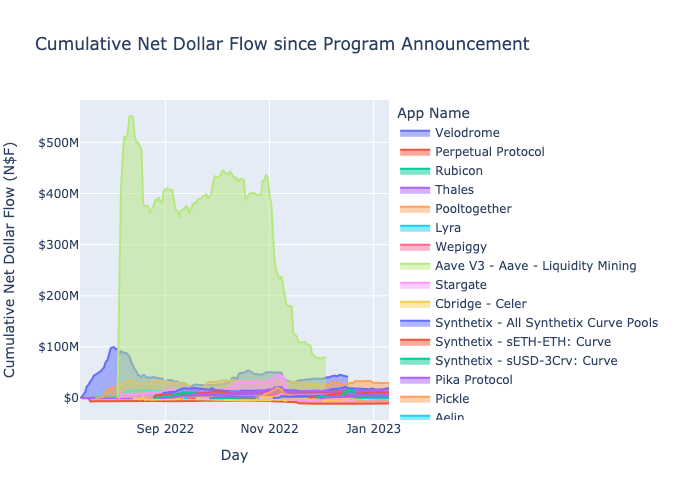 Cumulative Net Dollar Flow since Program Announcement
Cumulative Net Dollar Flow (N$F)
$500M
$400M
$300M
$200M
$100M
$0
Sep 2022
Nov 2022
Jan 2023
Day
App Name
Velodrome
Perpetual Protocol
Rubicon
Thales
Pooltogether
Lyra
Wepiggy
Aave V3 - Aave - Liquidity Mining
Stargate
Cbridge - Celer
Synthetix - All Synthetix Curve Pools
Synthetix - sETH-ETH: Curve
Synthetix - sUSD-3Crv: Curve
Pika Protocol
Pickle
Aelin